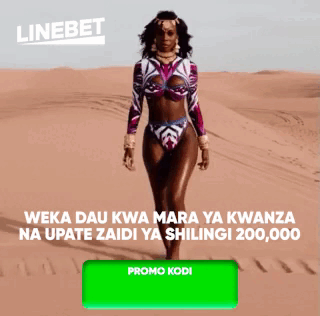 LINEBET
WEKA DAU KWA MARA YA KWANZA
NA UPATE ZAIDI YA SHILINGI 200,000
PROMO KODI